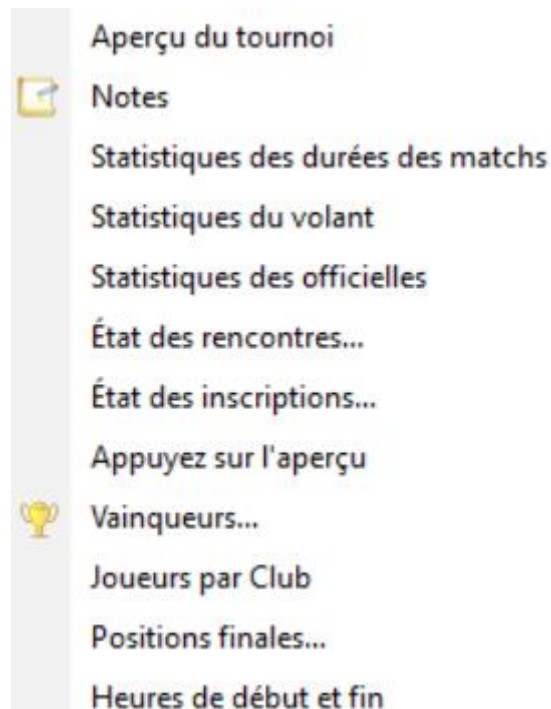 Aperçu du tournoi
Notes
Statistiques des durées des matchs
Statistiques du volant
Statistiques des officielles
État des rencontres...
État des inscriptions...
Appuyez sur l'aperçu
Vainqueurs...
Joueurs par Club
Positions finales...
Heures de début et fin